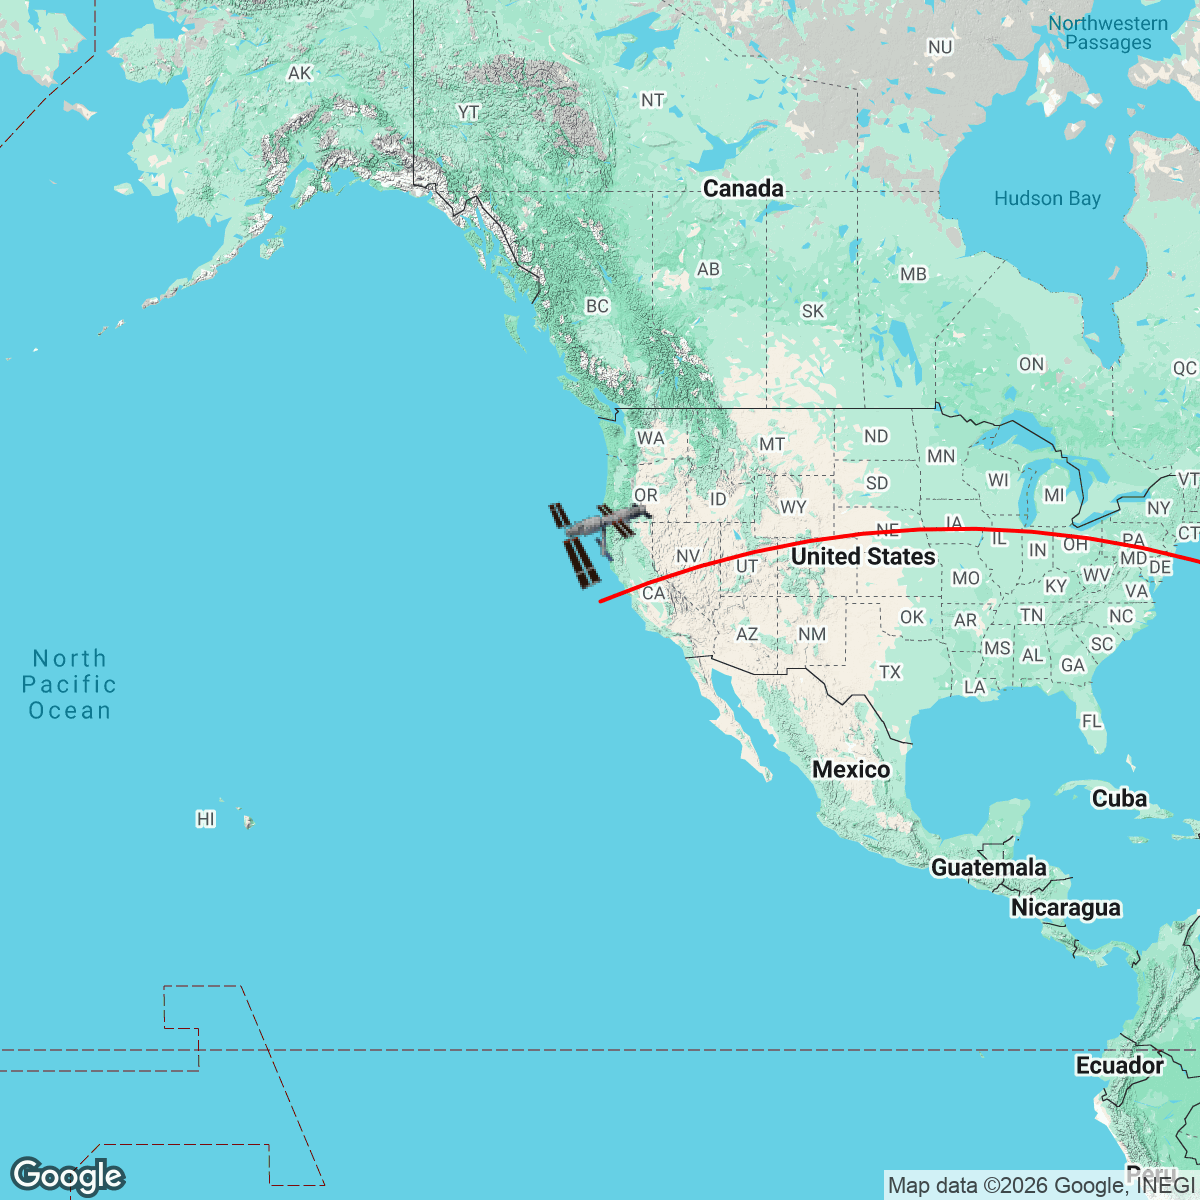 Northwestern
Passages
NU
AK
NT
YT
Canada
Hudson Bay
AB
MB
BC
SK
ON
QC
WA
MT
ND
MN
OR
ID
WY
SD
WI
MI
VT
NY
NE
IA
IL
IN
OH
PA
CT
NV
UT
United States
MD
DE
CA
MO
KY
WV
VA
AZ
NM
OK
AR
TN
NC
MS
AL
GA
SC
TX
LA
FL
North
Pacific
Ocean
HI
Mexico
Cuba
Guatemala
Nicaragua
Ecuador
Peru
Google
Map data ©2026 Google, INEGI